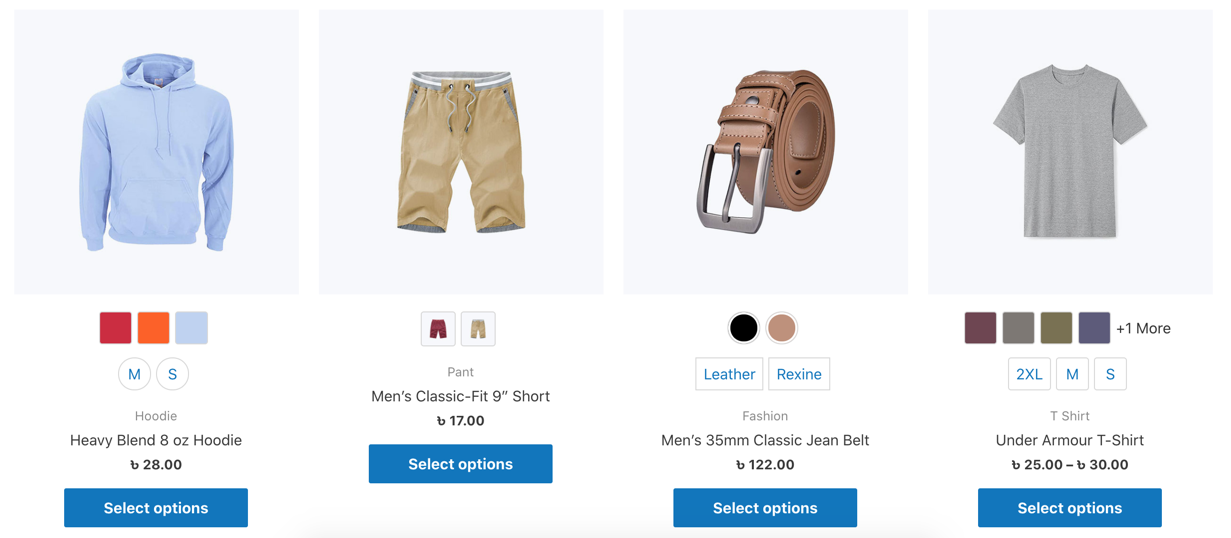 +1 More
M S
Leather Rexine
2XL M S
Hoodie
Heavy Blend 8 oz Hoodie
৳ 28.00
Select options
Pant
Men’s Classic-Fit 9” Short
৳ 17.00
Select options
Fashion
Men’s 35mm Classic Jean Belt
৳ 122.00
Select options
T Shirt
Under Armour T-Shirt
৳ 25.00 – ৳ 30.00
Select options